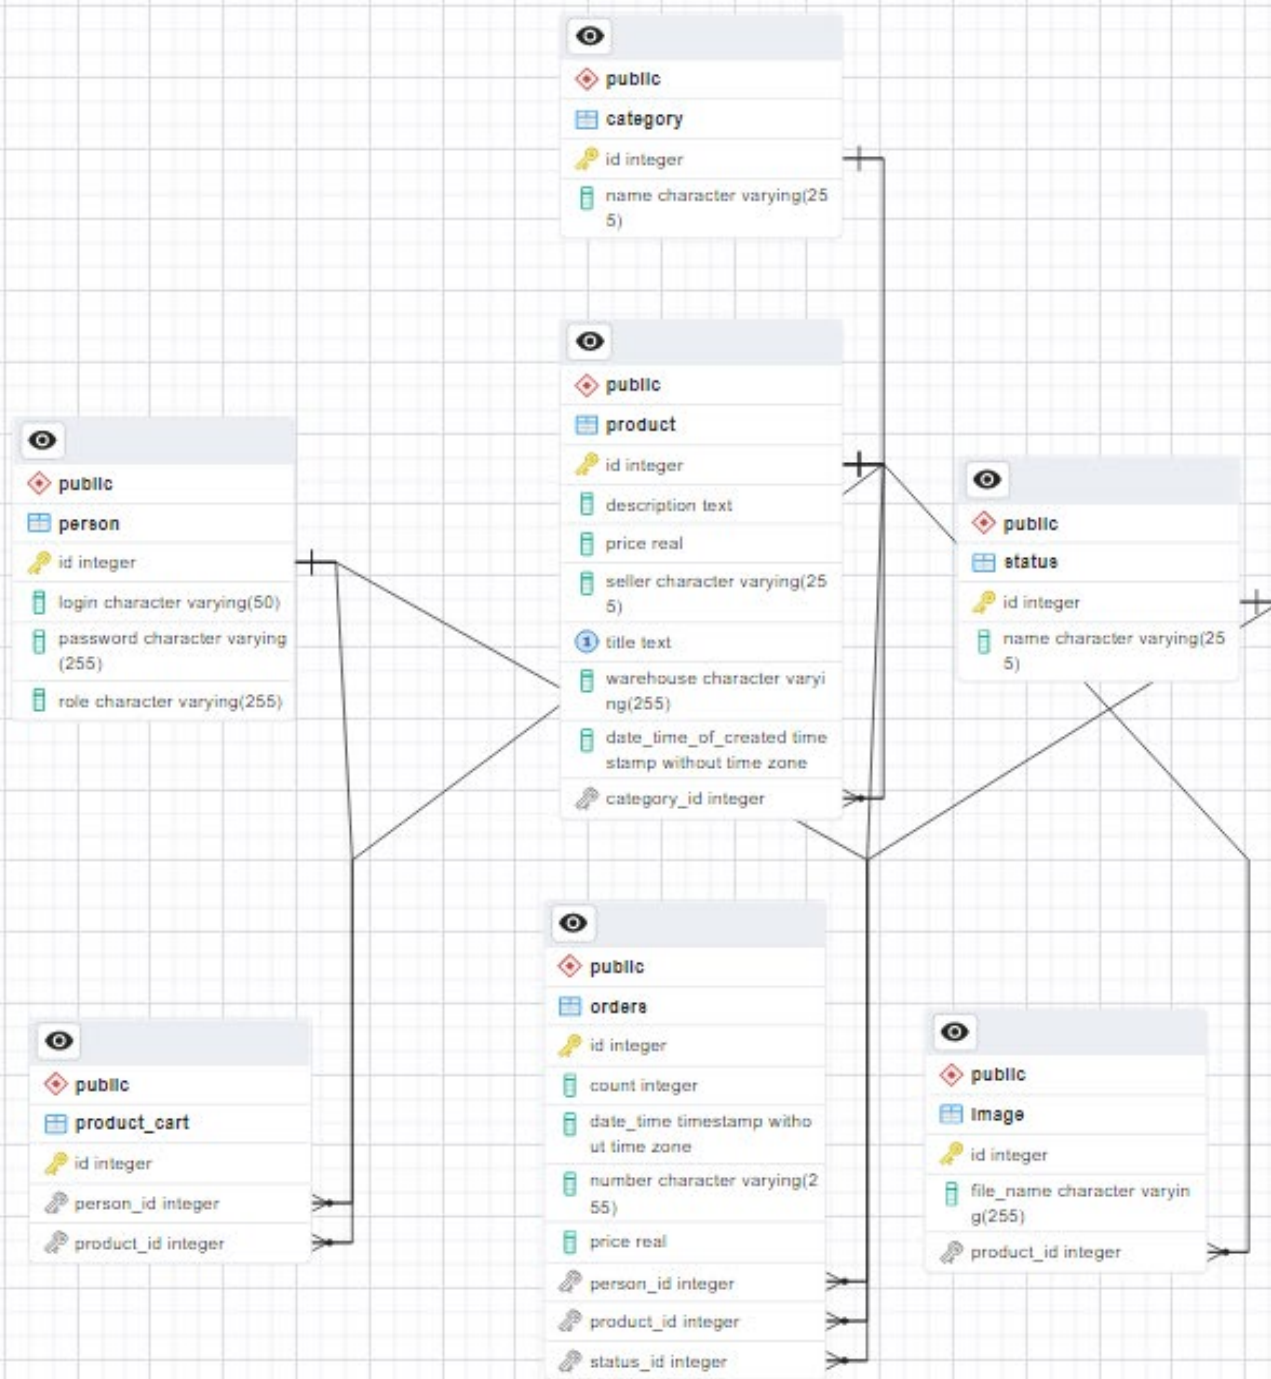 public
category
id integer
name character varying(25
5)
public
product
id integer
description text
price real
seller character varying(25
5)
1 title text
warehouse character varyi
ng(255)
date_time_of_created time
stamp without time zone
category_id integer
public
person
id integer
login character varying(50)
password character varying
(255)
role character varying(255)
public
status
id integer
name character varying(25
5)
public
product_cart
id integer
person_id integer
product_id integer
public
orders
id integer
count integer
date_time timestamp witho
ut time zone
number character varying(2
55)
price real
person_id integer
product_id integer
status_id integer
public
image
id integer
file_name character varyin
g(255)
product_id integer